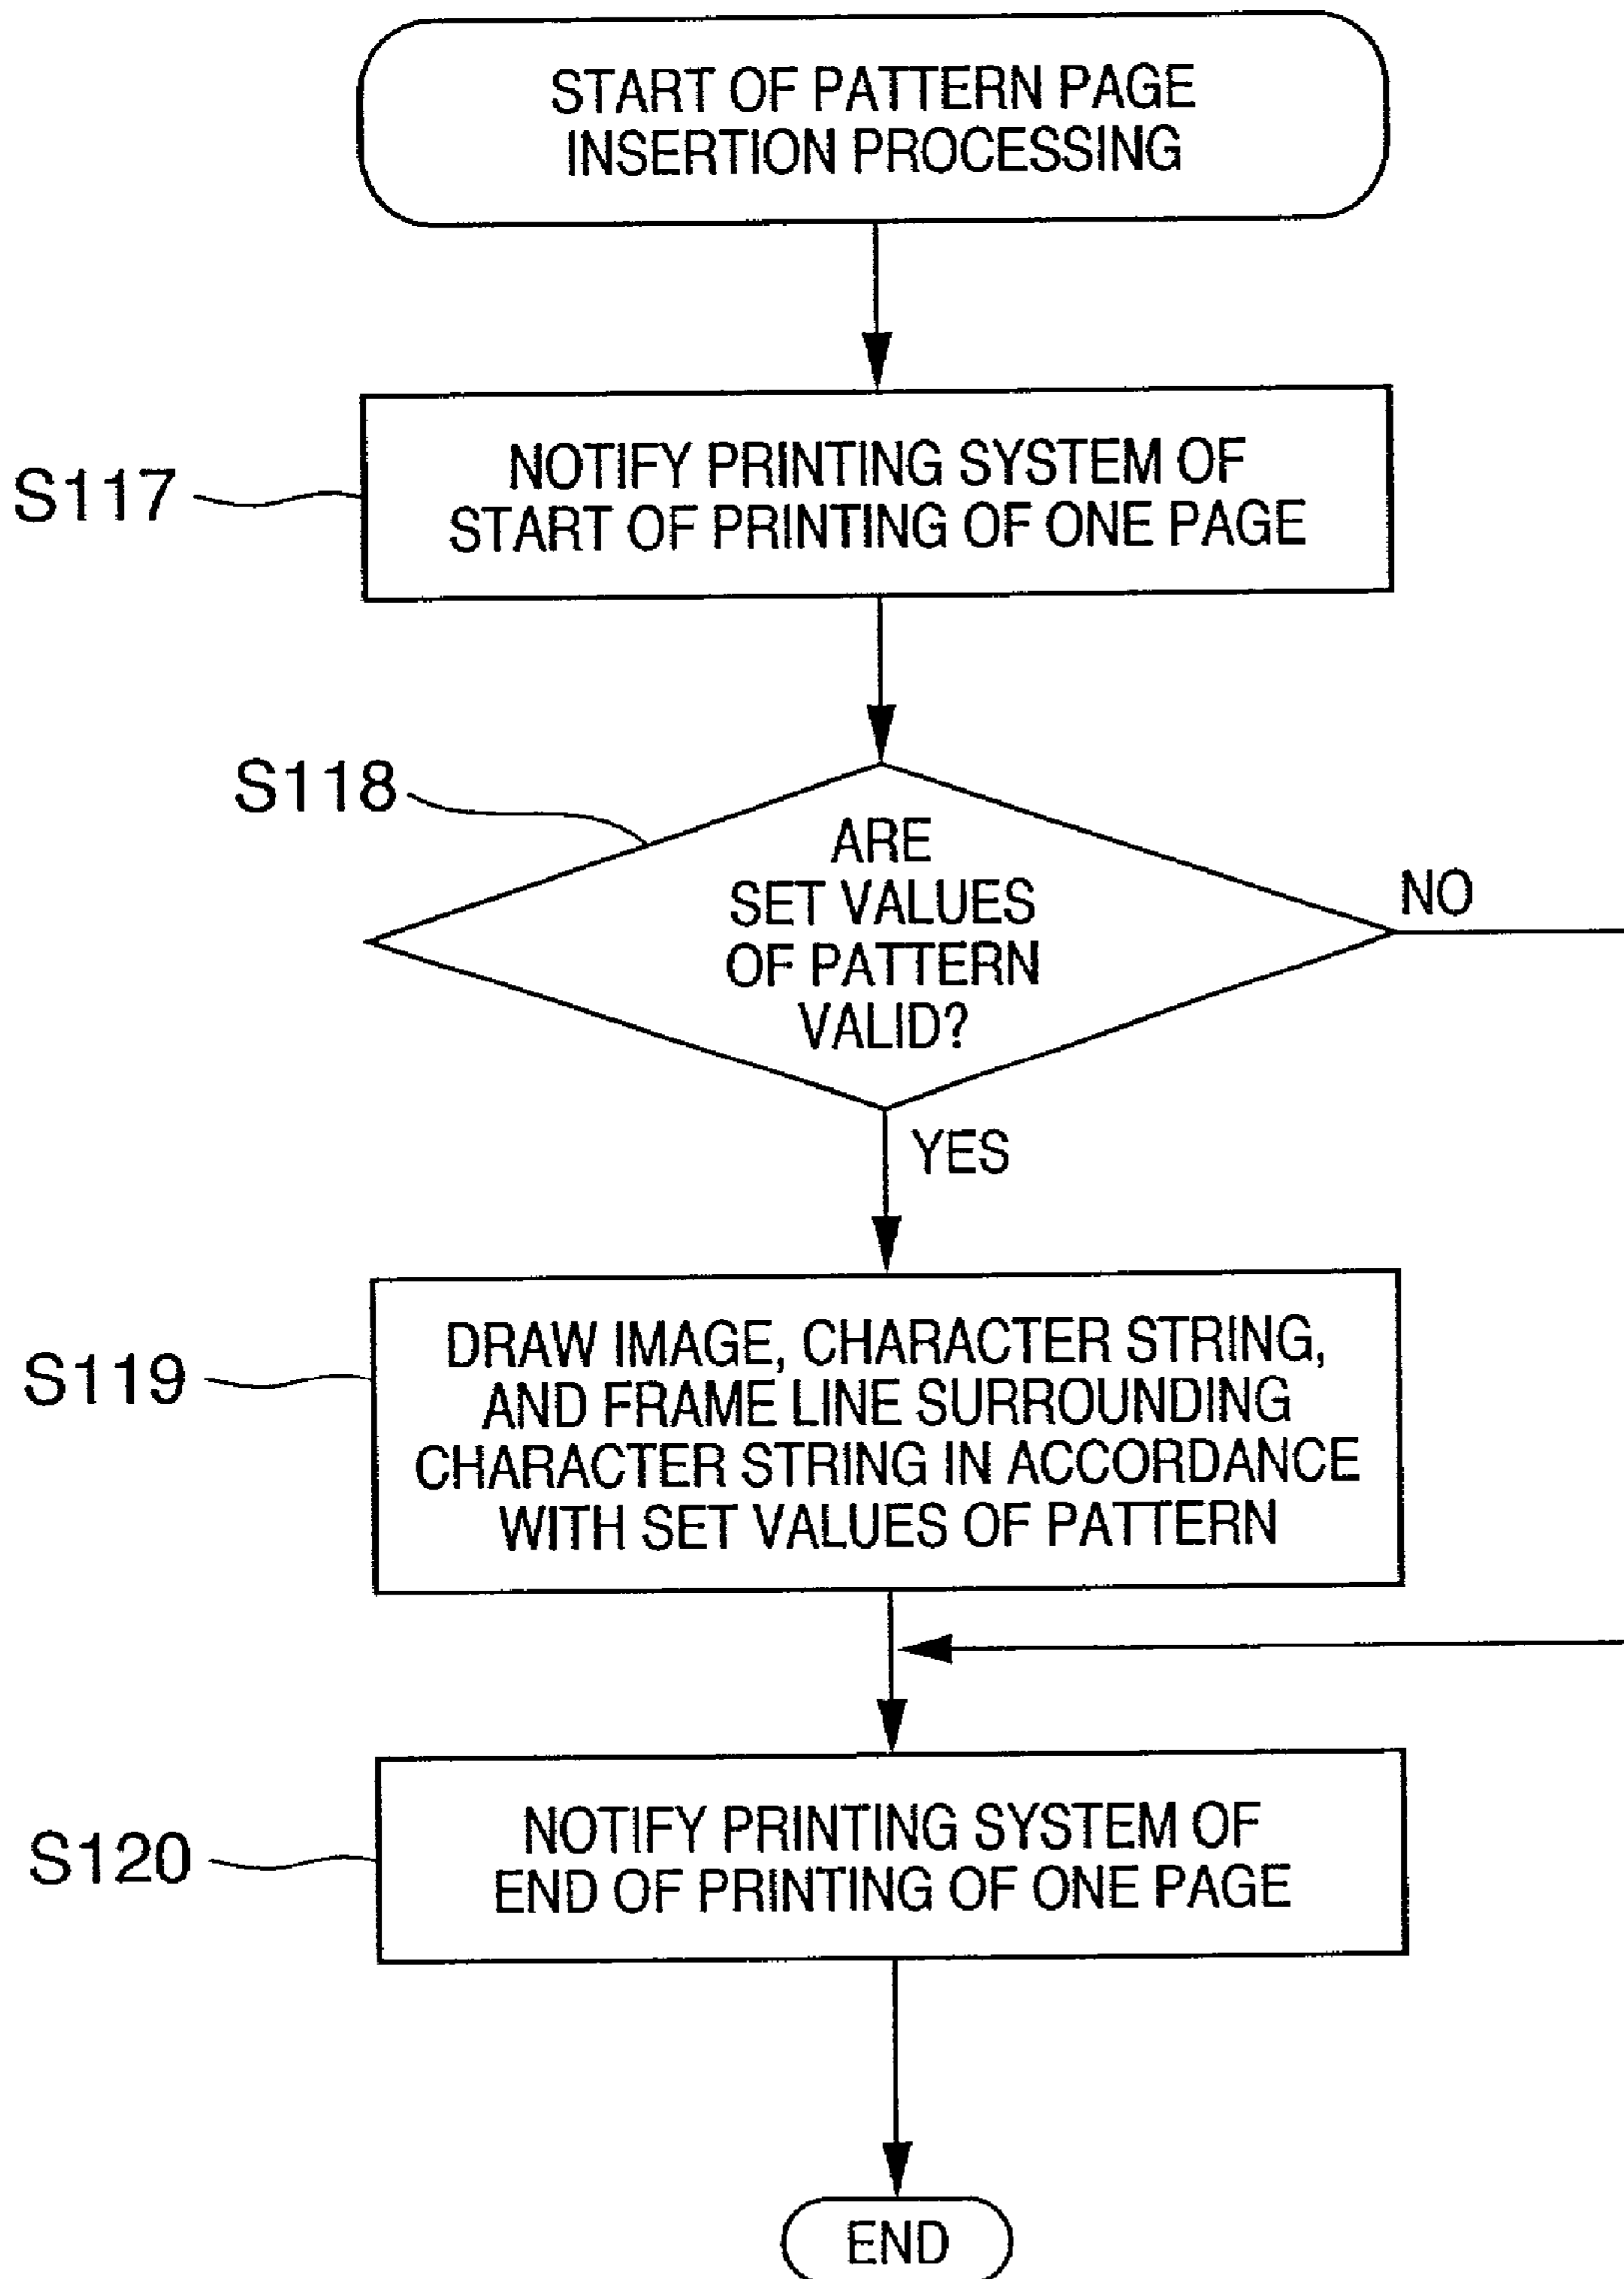 START OF PATTERN PAGE
INSERTION PROCESSING
S117
NOTIFY PRINTING SYSTEM OF
START OF PRINTING OF ONE PAGE
S118
ARE
SET VALUES
OF PATTERN
VALID?
NO
YES
S119
DRAW IMAGE, CHARACTER STRING,
AND FRAME LINE SURROUNDING
CHARACTER STRING IN ACCORDANCE
WITH SET VALUES OF PATTERN
S120
NOTIFY PRINTING SYSTEM OF
END OF PRINTING OF ONE PAGE
END